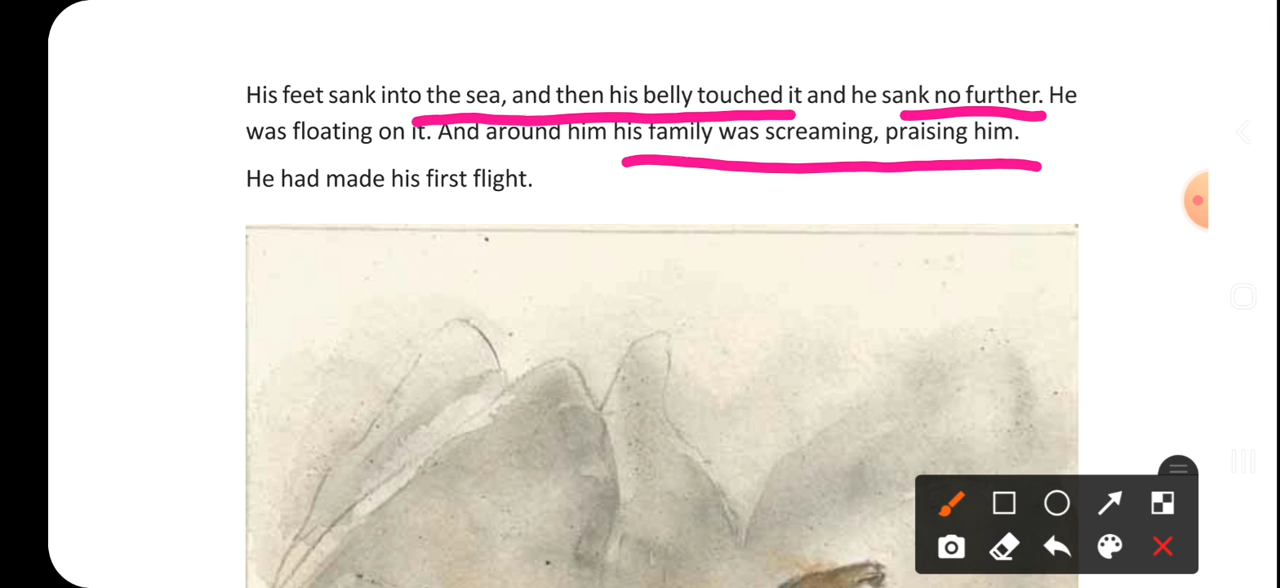 His feet sank into the sea, and then his belly touched it and he sank no further. He
was floating on it. And around him his family was screaming, praising him.
He had made his first flight.